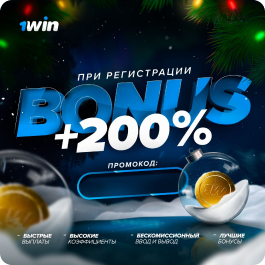 1win
ПРИ РЕГИСТРАЦИИ
BONUS
+200%
ПРОМОКОД:
БЫСТРЫЕ ВЫПЛАТЫ
ВЫСОКИЕ КОЭФФИЦИЕНТЫ
БЕСКОМИССИОННЫЙ ВВОД И ВЫВОД
ЛУЧШИЕ БОНУСЫ